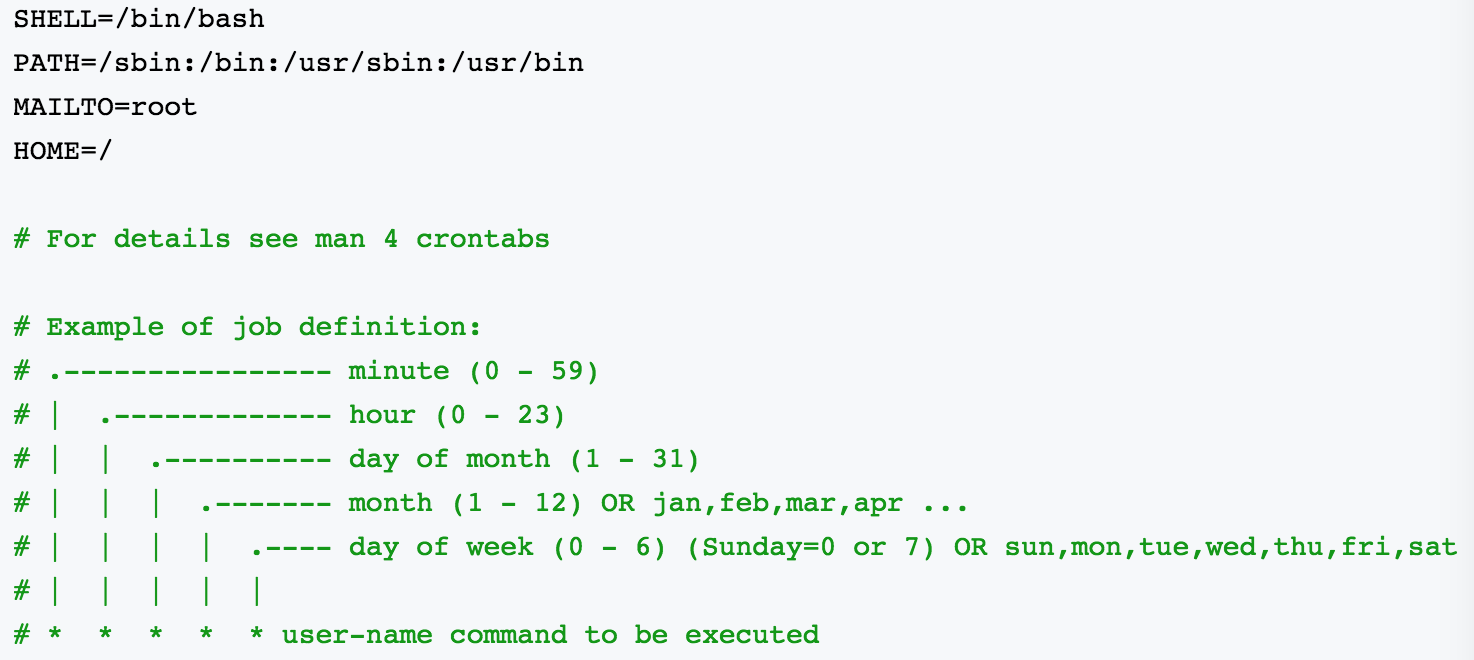 SHELL=/bin/bash
PATH=/sbin:/bin:/usr/sbin:/usr/bin
MAILTO=root
HOME=/

# For details see man 4 crontabs

# Example of job definition:
# .---------------- minute (0 - 59)
# |  .------------- hour (0 - 23)
# |  |  .---------- day of month (1 - 31)
# |  |  |  .------- month (1 - 12) OR jan,feb,mar,apr ...
# |  |  |  |  .---- day of week (0 - 6) (Sunday=0 or 7) OR sun,mon,tue,wed,thu,fri,sat
# |  |  |  |  |
# *  *  *  *  * user-name command to be executed